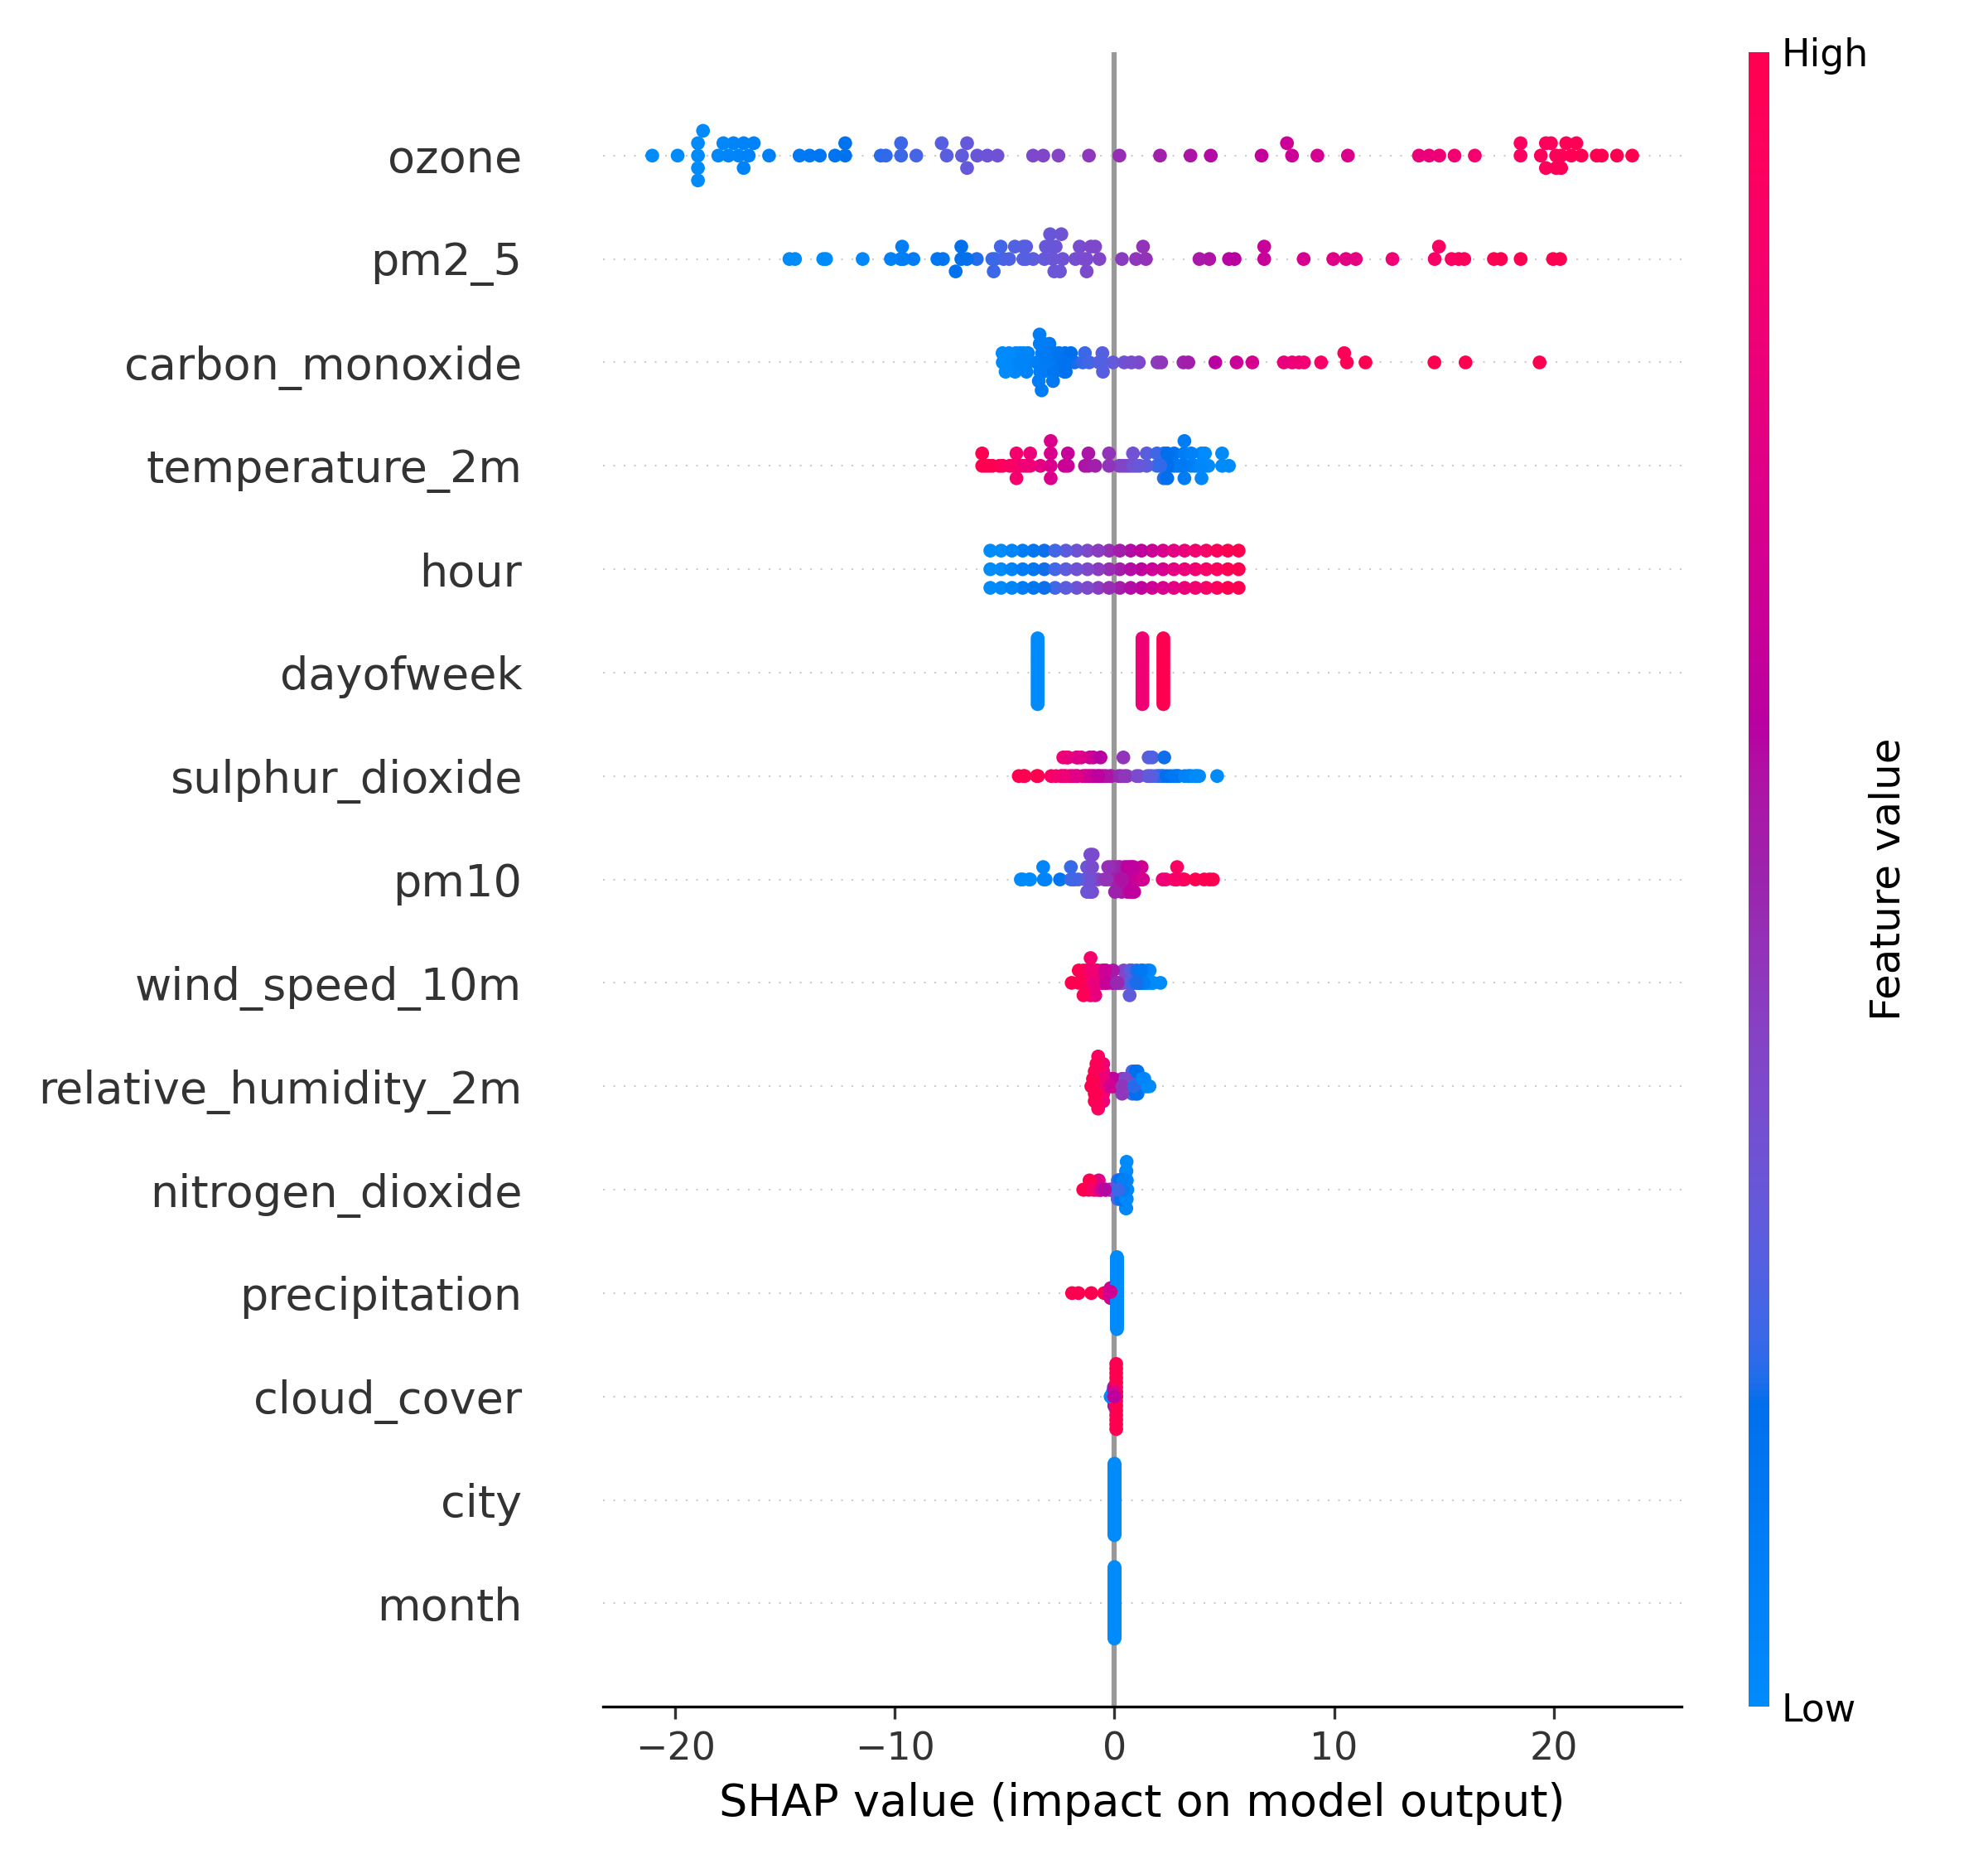 High
ozone
pm2_5
carbon_monoxide
temperature_2m
hour
dayofweek
sulphur_dioxide
pm10
wind_speed_10m
relative_humidity_2m
nitrogen_dioxide
precipitation
cloud_cover
city
month
Feature value
Low
−20
−10
0
10
20
SHAP value (impact on model output)